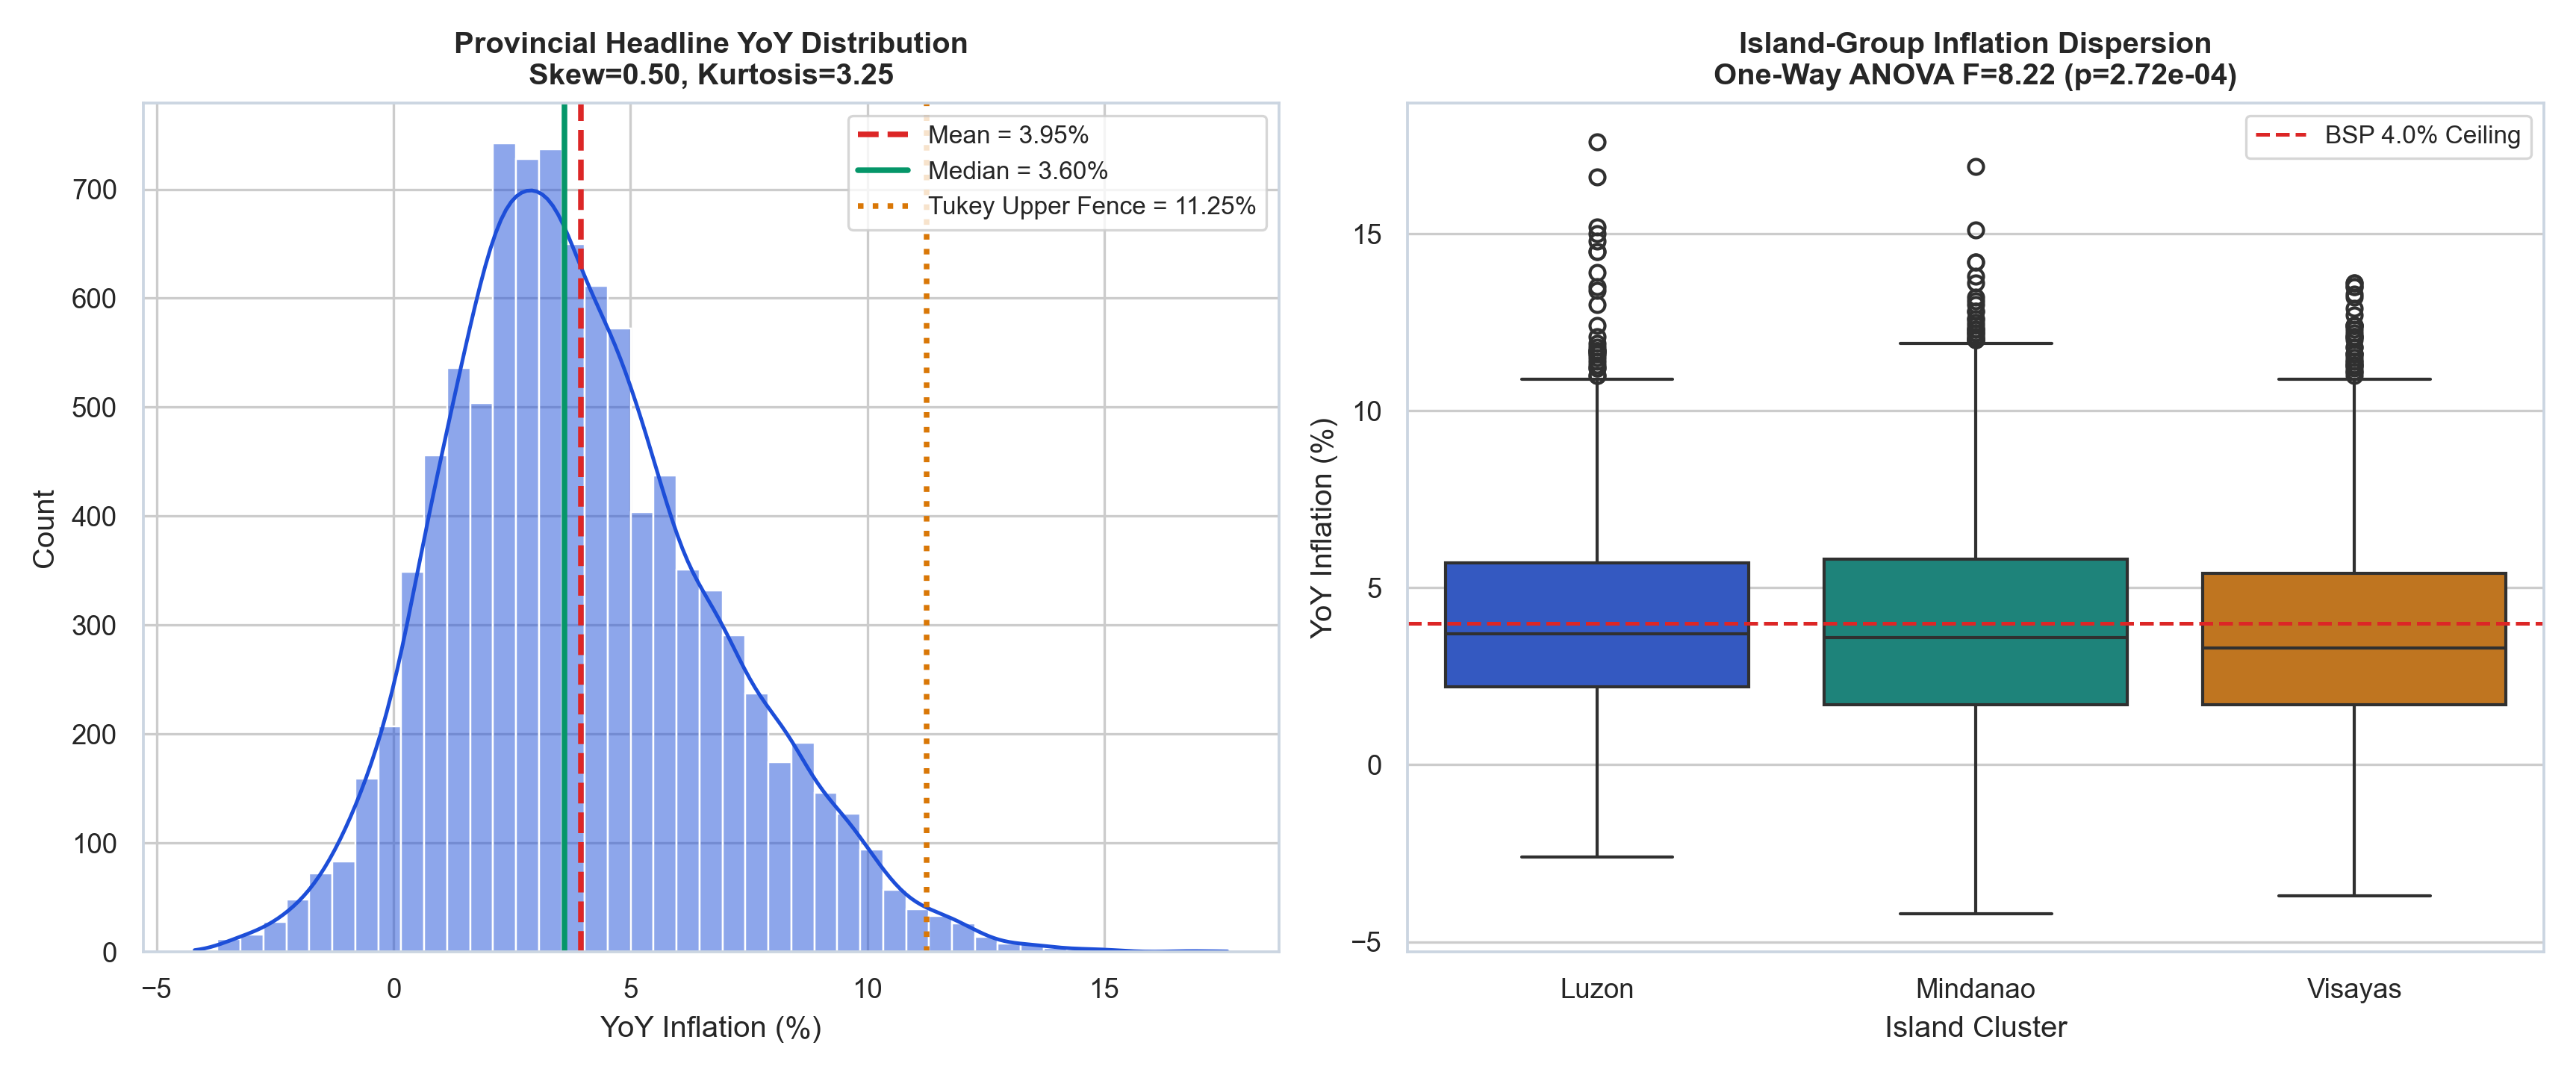 Provincial Headline YoY Distribution
Skew=0.50, Kurtosis=3.25
Mean = 3.95%
Median = 3.60%
Tukey Upper Fence = 11.25%
Count
700
600
500
400
300
200
100
0
−5
0
5
10
15
YoY Inflation (%)
Island-Group Inflation Dispersion
One-Way ANOVA F=8.22 (p=2.72e-04)
BSP 4.0% Ceiling
YoY Inflation (%)
15
10
5
0
−5
Luzon
Mindanao
Visayas
Island Cluster